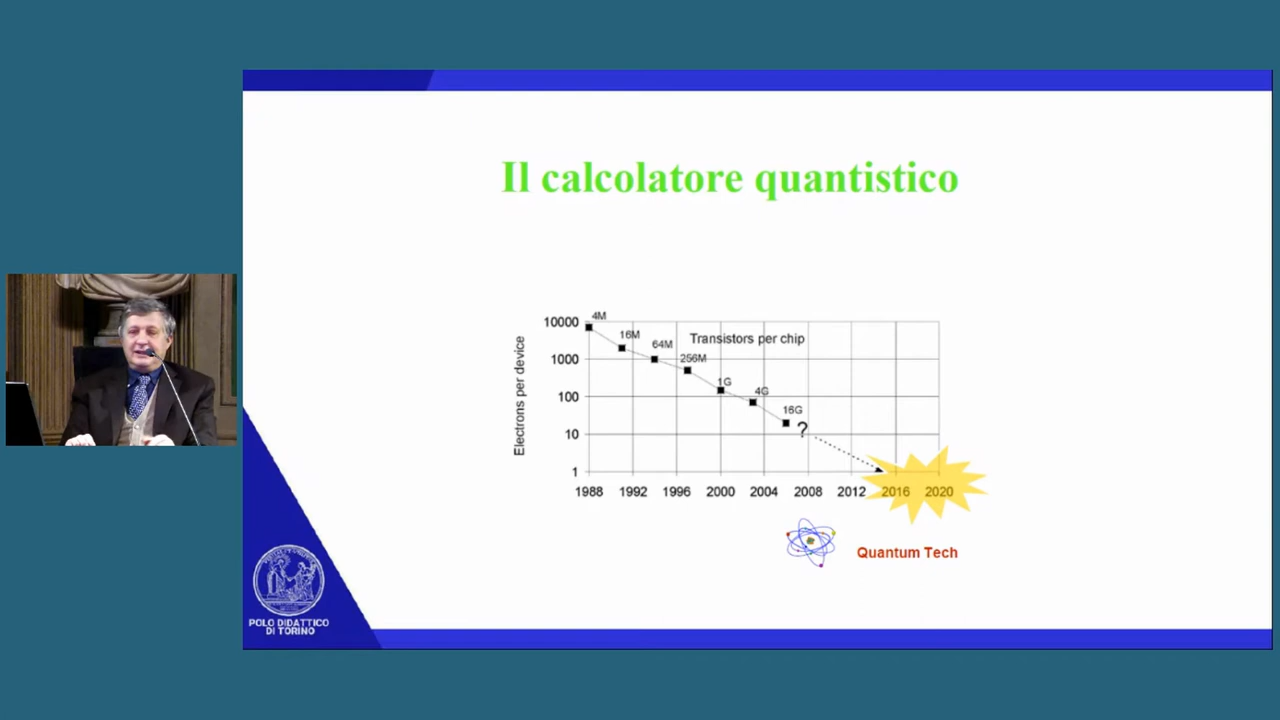 Il calcolatore quantistico
Transistors per chip
Electrons per device
10000
1000
100
10
1
4M
16M
64M
256M
1G
4G
16G
?
1988 1992 1996 2000 2004 2008 2012 2016 2020
Quantum Tech
POLO DIDATTICO
DI TORINO